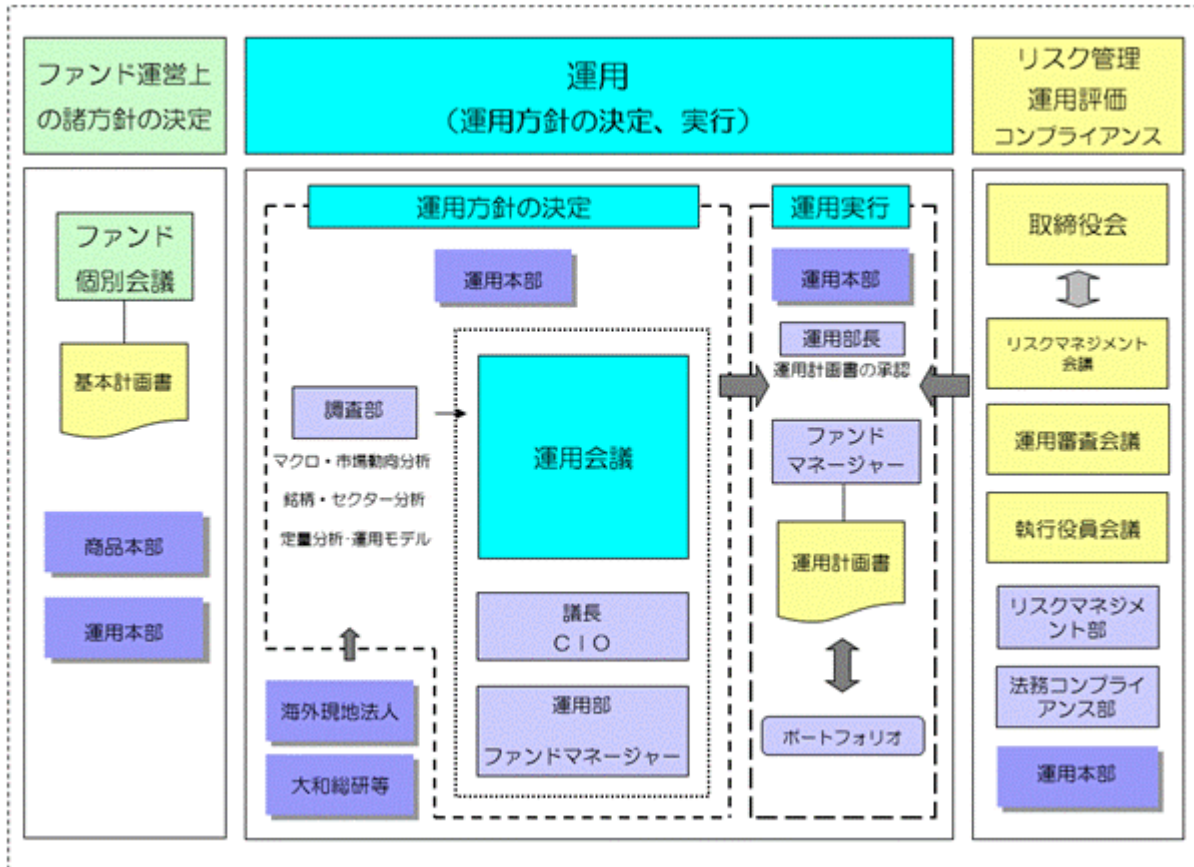 ファンド運営上
の諸方針の決定
運用
（運用方針の決定、実行）
リスク管理
運用評価
コンプライアンス
ファンド
個別会議
基本計画書
商品本部
運用本部
運用方針の決定
運用本部
調査部
マクロ・市場動向分析
銘柄・セクター分析
定量分析・運用モデル
運用会議
議長
ＣＩＯ
運用部
ファンドマネージャー
海外現地法人
大和総研等
運用実行
運用本部
運用部長
運用計画書の承認
ファンド
マネージャー
運用計画書
ポートフォリオ
取締役会
リスクマネジメント
会議
運用審査会議
執行役員会議
リスクマネジメ
ント部
法務コンプライ
アンス部
運用本部